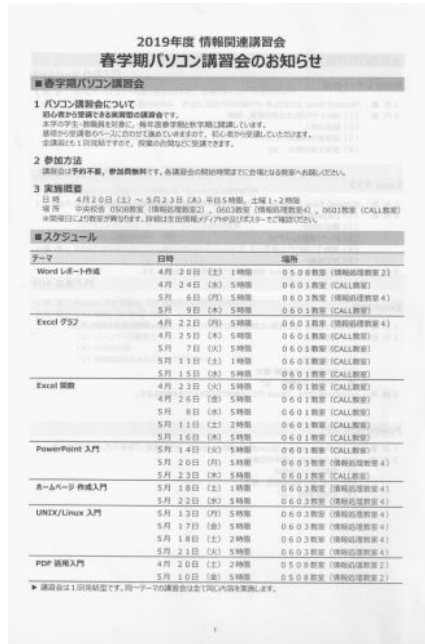 2019年度 情報関連講習会
春学期パソコン講習会のお知らせ
■春学期パソコン講習会
1 パソコン講習会について
初心者から受講できる実習型の講習会です。
本学の学生・教職員を対象に、毎年度春学期と秋学期に開講しています。
基礎から受講者のペースに合わせて進めていきますので、初心者から受講していただけます。
全講習とも1回完結ですので、授業の合間などに受講できます。
2 参加方法
講習会は予約不要、参加費無料です。各講習会の開始時間までに会場となる教室へお越しください。
3 実施概要
日 時 4月20日(土)~5月23日(木)平日5時限、土曜1・2時限
場 所 中央校舎 0508教室(情報処理教室2)，0603教室(情報処理教室4)，0601教室(CALL教室)
※開催日により教室が異なります。詳細は生田情報メディアHP及びポスターでご確認ください。
■スケジュール
テーマ 日時 場所
Word レポート作成 4月 20日 (土) 1時限 0508教室(情報処理教室2)
4月 24日 (水) 5時限 0601教室(CALL教室)
5月 6日 (月) 5時限 0603教室(情報処理教室4)
5月 9日 (木) 5時限 0601教室(CALL教室)
Excel グラフ 4月 22日 (月) 5時限 0603教室(情報処理教室4)
4月 25日 (木) 5時限 0601教室(CALL教室)
5月 7日 (火) 5時限 0601教室(CALL教室)
5月 11日 (土) 1時限 0601教室(CALL教室)
5月 15日 (水) 5時限 0601教室(CALL教室)
Excel 関数 4月 23日 (火) 5時限 0601教室(CALL教室)
4月 26日 (金) 5時限 0601教室(CALL教室)
5月 8日 (水) 5時限 0601教室(CALL教室)
5月 11日 (土) 2時限 0601教室(CALL教室)
5月 16日 (木) 5時限 0601教室(CALL教室)
PowerPoint 入門 5月 14日 (火) 5時限 0601教室(CALL教室)
5月 20日 (月) 5時限 0603教室(情報処理教室4)
5月 23日 (木) 5時限 0601教室(CALL教室)
ホームページ 作成入門 5月 18日 (土) 1時限 0603教室(情報処理教室4)
5月 22日 (水) 5時限 0603教室(情報処理教室4)
UNIX/Linux 入門 5月 13日 (月) 5時限 0603教室(情報処理教室4)
5月 17日 (金) 5時限 0603教室(情報処理教室4)
5月 18日 (土) 2時限 0603教室(情報処理教室4)
5月 21日 (火) 5時限 0603教室(情報処理教室4)
PDF 活用入門 4月 20日 (土) 2時限 0508教室(情報処理教室2)
5月 10日 (金) 5時限 0508教室(情報処理教室2)
▶ 講習会は1回完結型です。同一テーマの講習会は全て同じ内容を実施します。
1